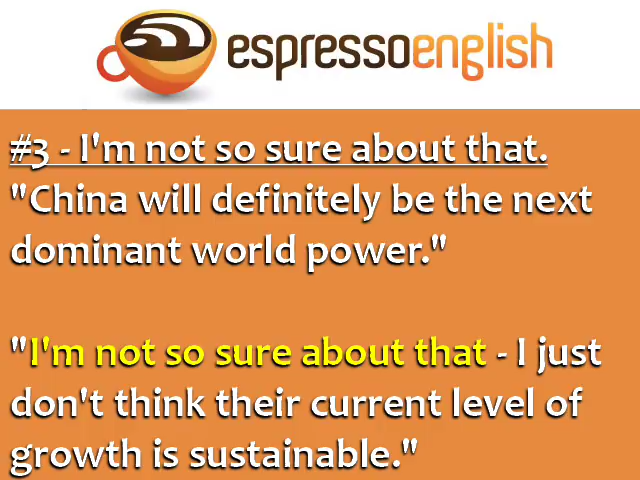 espressoenglish
#3 - I'm not so sure about that.
"China will definitely be the next
dominant world power."
"I'm not so sure about that - I just
don't think their current level of
growth is sustainable."